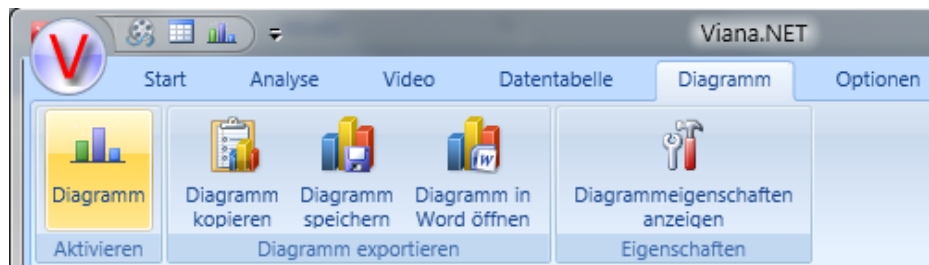 Viana.NET
V
Start Analyse Video Datentabelle Diagramm Optionen
Diagramm
Diagramm kopieren
Diagramm speichern
Diagramm in Word öffnen
Diagrammeigenschaften anzeigen
Aktivieren Diagramm exportieren Eigenschaften